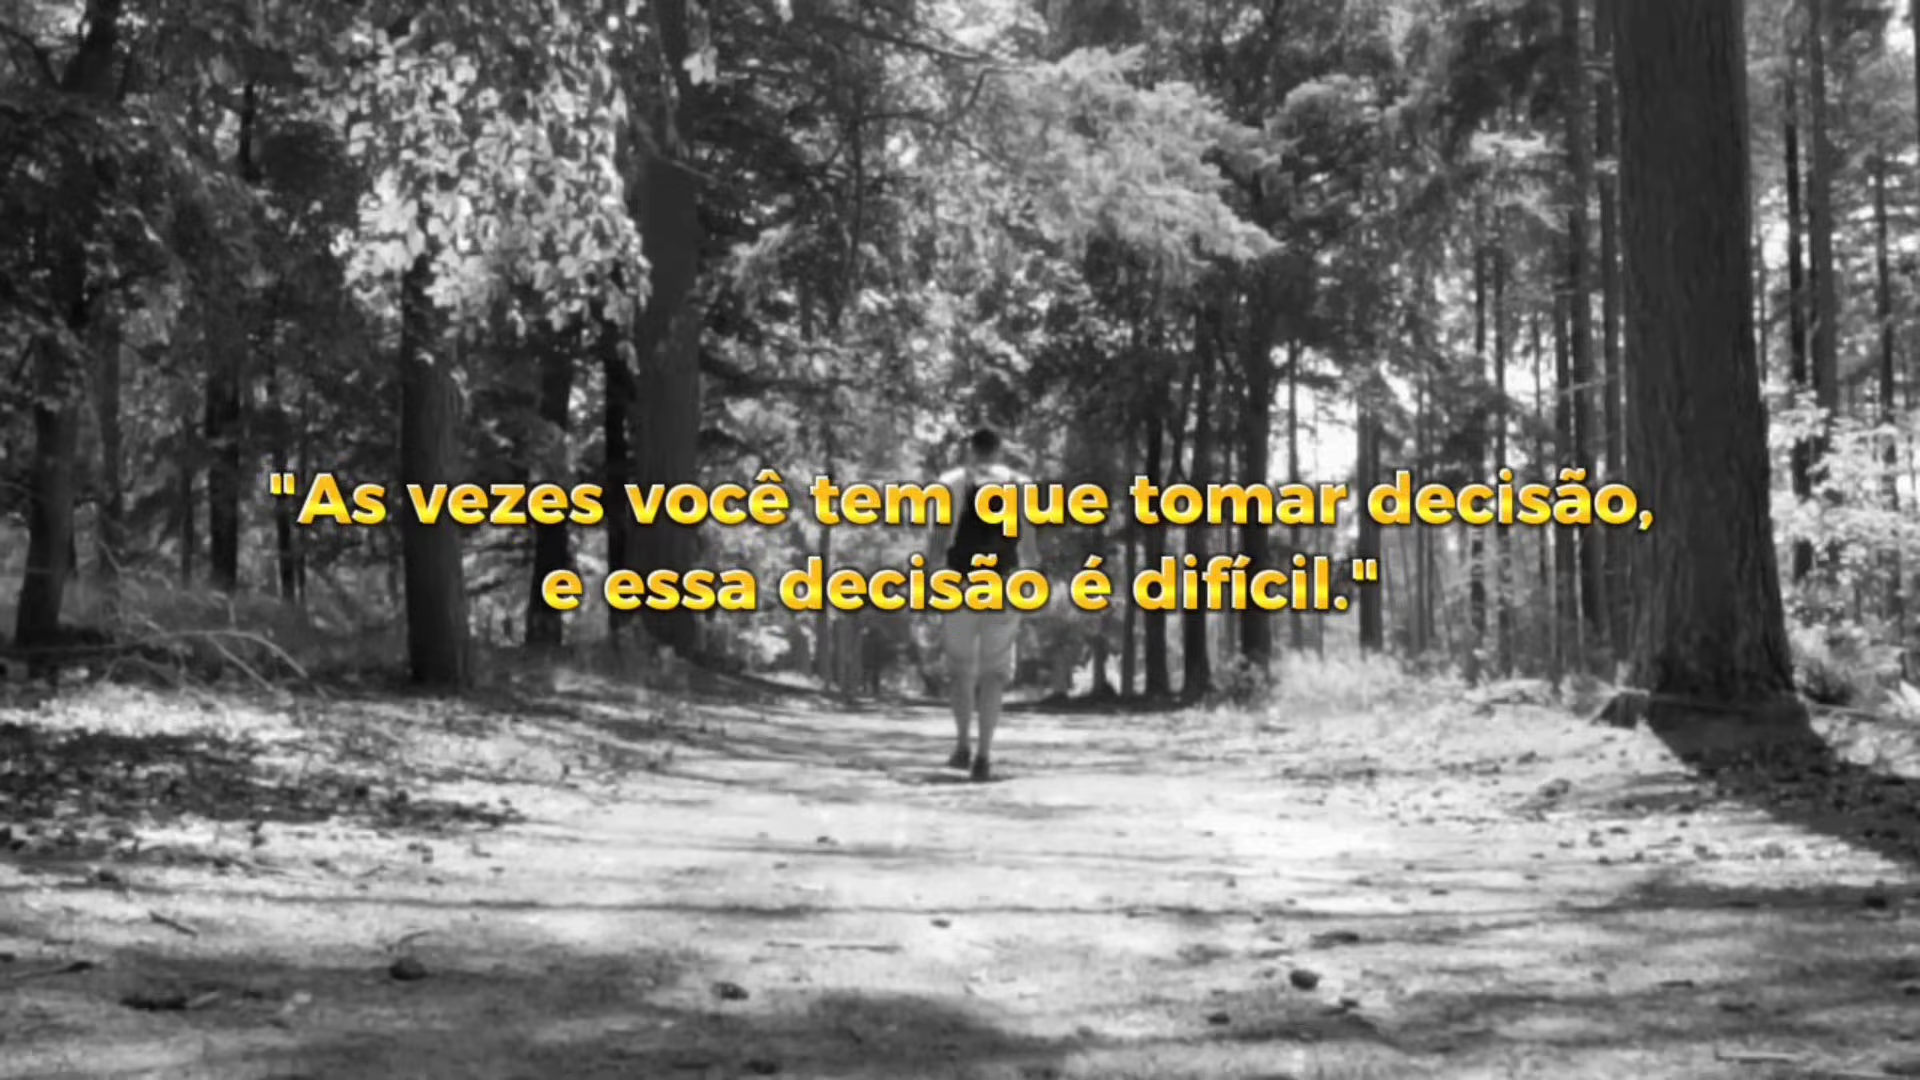 "As vezes você tem que tomar decisão,
e essa decisão é difícil."